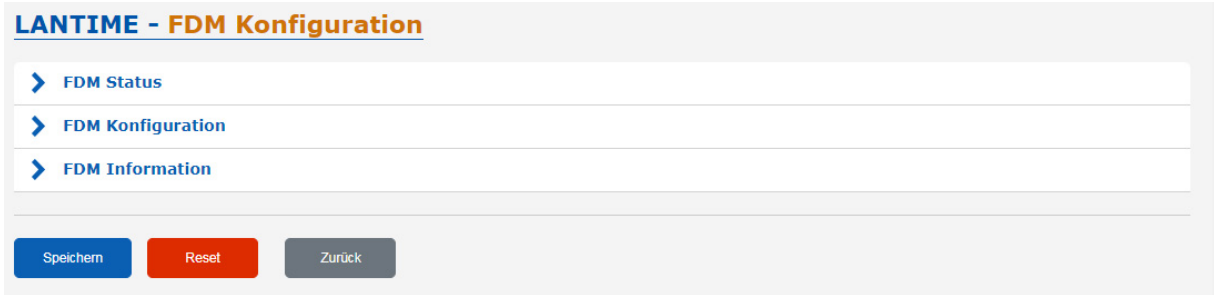 LANTIME - FDM Konfiguration
FDM Status
FDM Konfiguration
FDM Information
Speichern Reset Zurück